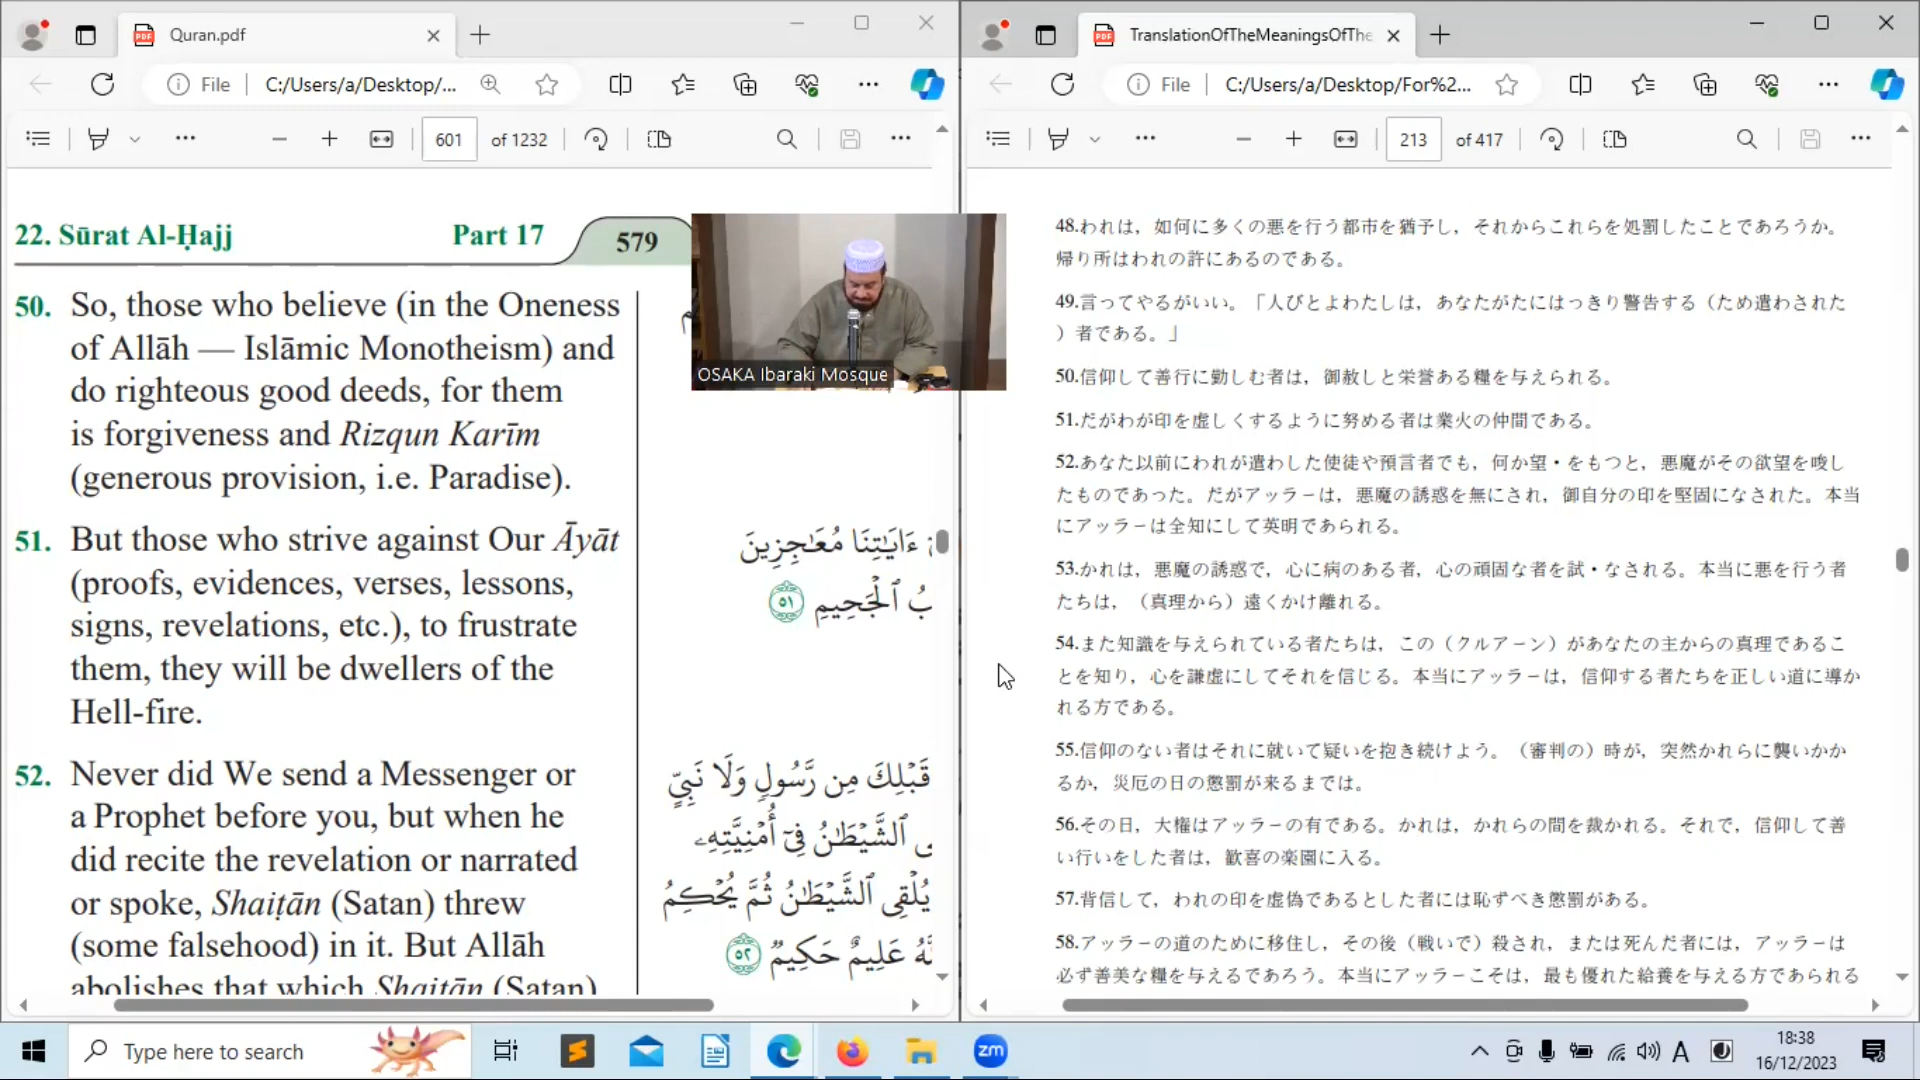 Quran.pdf
File
C:/Users/a/Desktop/...
601 of 1232
22. Sūrat Al-Ḥajj Part 17 579
50. So, those who believe (in the Oneness
of Allāh — Islāmic Monotheism) and
do righteous good deeds, for them
is forgiveness and Rizqun Karīm
(generous provision, i.e. Paradise).
51. But those who strive against Our Āyāt
(proofs, evidences, verses, lessons,
signs, revelations, etc.), to frustrate
them, they will be dwellers of the
Hell-fire.
52. Never did We send a Messenger or
a Prophet before you, but when he
did recite the revelation or narrated
or spoke, Shaiṭān (Satan) threw
(some falsehood) in it. But Allāh
abolishes that which Shaiṭān (Satan)
ءَايَـٰتِنَا مُعَـٰجِزِينَ
ٱلْجَحِيمِ ٥١
قَبْلِكَ مِن رَّسُولٍ وَلَا نَبِىٍّ
ٱلشَّيْطَـٰنُ فِىٓ أُمْنِيَّتِهِۦ
يُلْقِى ٱلشَّيْطَـٰنُ ثُمَّ يُحْكِمُ
عَلِيمٌ حَكِيمٌ ٥٢
OSAKA Ibaraki Mosque
TranslationOfTheMeaningsOfThe
File
C:/Users/a/Desktop/For%2...
213 of 417
48.われは，如何に多くの悪を行う都市を猶予し，それからこれらを処罰したことであろうか。
帰り所はわれの許にあるのである。
49.言ってやるがいい。「人びとよわたしは，あなたがたにはっきり警告する（ため遣わされた
）者である。」
50.信仰して善行に勤しむ者は，御赦しと栄誉ある糧を与えられる。
51.だがわが印を虚しくするように努める者は業火の仲間である。
52.あなた以前にわれが遣わした使徒や預言者でも，何か望・をもつと，悪魔がその欲望を唆し
たものであった。だがアッラーは，悪魔の誘惑を無にされ，御自分の印を堅固になされた。本当
にアッラーは全知にして英明であられる。
53.かれは，悪魔の誘惑で，心に病のある者，心の頑固な者を試・なされる。本当に悪を行う者
たちは，（真理から）遠くかけ離れる。
54.また知識を与えられている者たちは，この（クルアーン）があなたの主からの真理であるこ
とを知り，心を謙虚にしてそれを信じる。本当にアッラーは，信仰する者たちを正しい道に導か
れる方である。
55.信仰のない者はそれに就いて疑いを抱き続けよう。（審判の）時が，突然かれらに襲いかか
るか，災厄の日の懲罰が来るまでは。
56.その日，大権はアッラーの有である。かれは，かれらの間を裁かれる。それで，信仰して善
い行いをした者は，歓喜の楽園に入る。
57.背信して，われの印を虚偽であるとした者には恥ずべき懲罰がある。
58.アッラーの道のために移住し，その後（戦いで）殺され，または死んだ者には，アッラーは
必ず善美な糧を与えるであろう。本当にアッラーこそは，最も優れた給養を与える方であられる
Type here to search
zm
A
18:38
16/12/2023